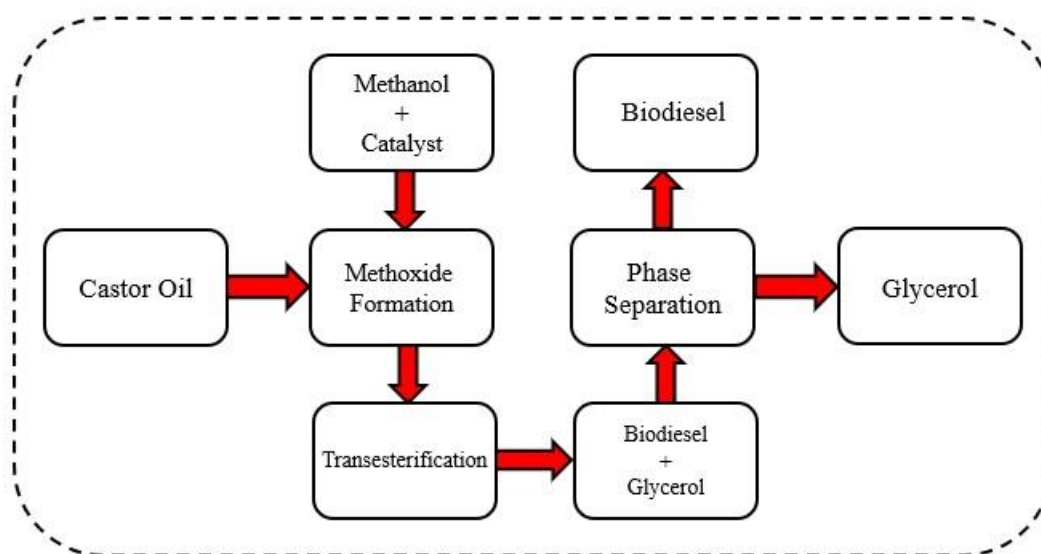 Methanol
+
Catalyst
Biodiesel
Castor Oil
Methoxide
Formation
Phase
Separation
Glycerol
Transesterification
Biodiesel
+
Glycerol